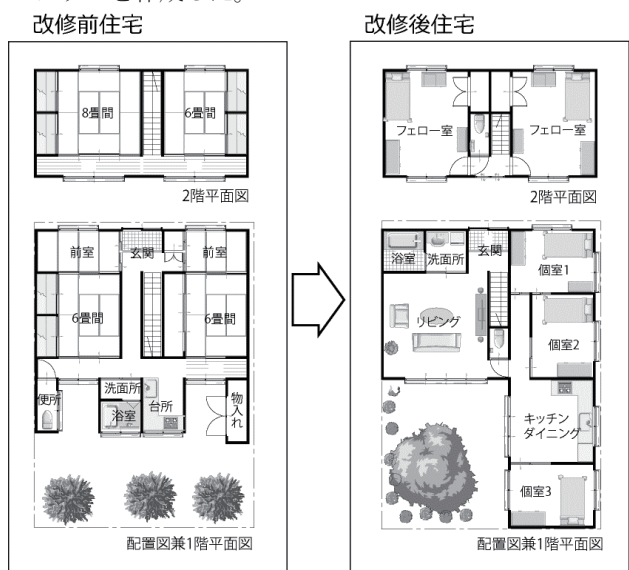 改修前住宅
8畳間
6畳間
2階平面図
前室
玄関
前室
6畳間
6畳間
便所
洗面所
浴室
台所
物入れ
配置図兼1階平面図
改修後住宅
フェロー室
フェロー室
2階平面図
浴室
洗面所
玄関
個室1
リビング
個室2
キッチン
ダイニング
個室3
配置図兼1階平面図